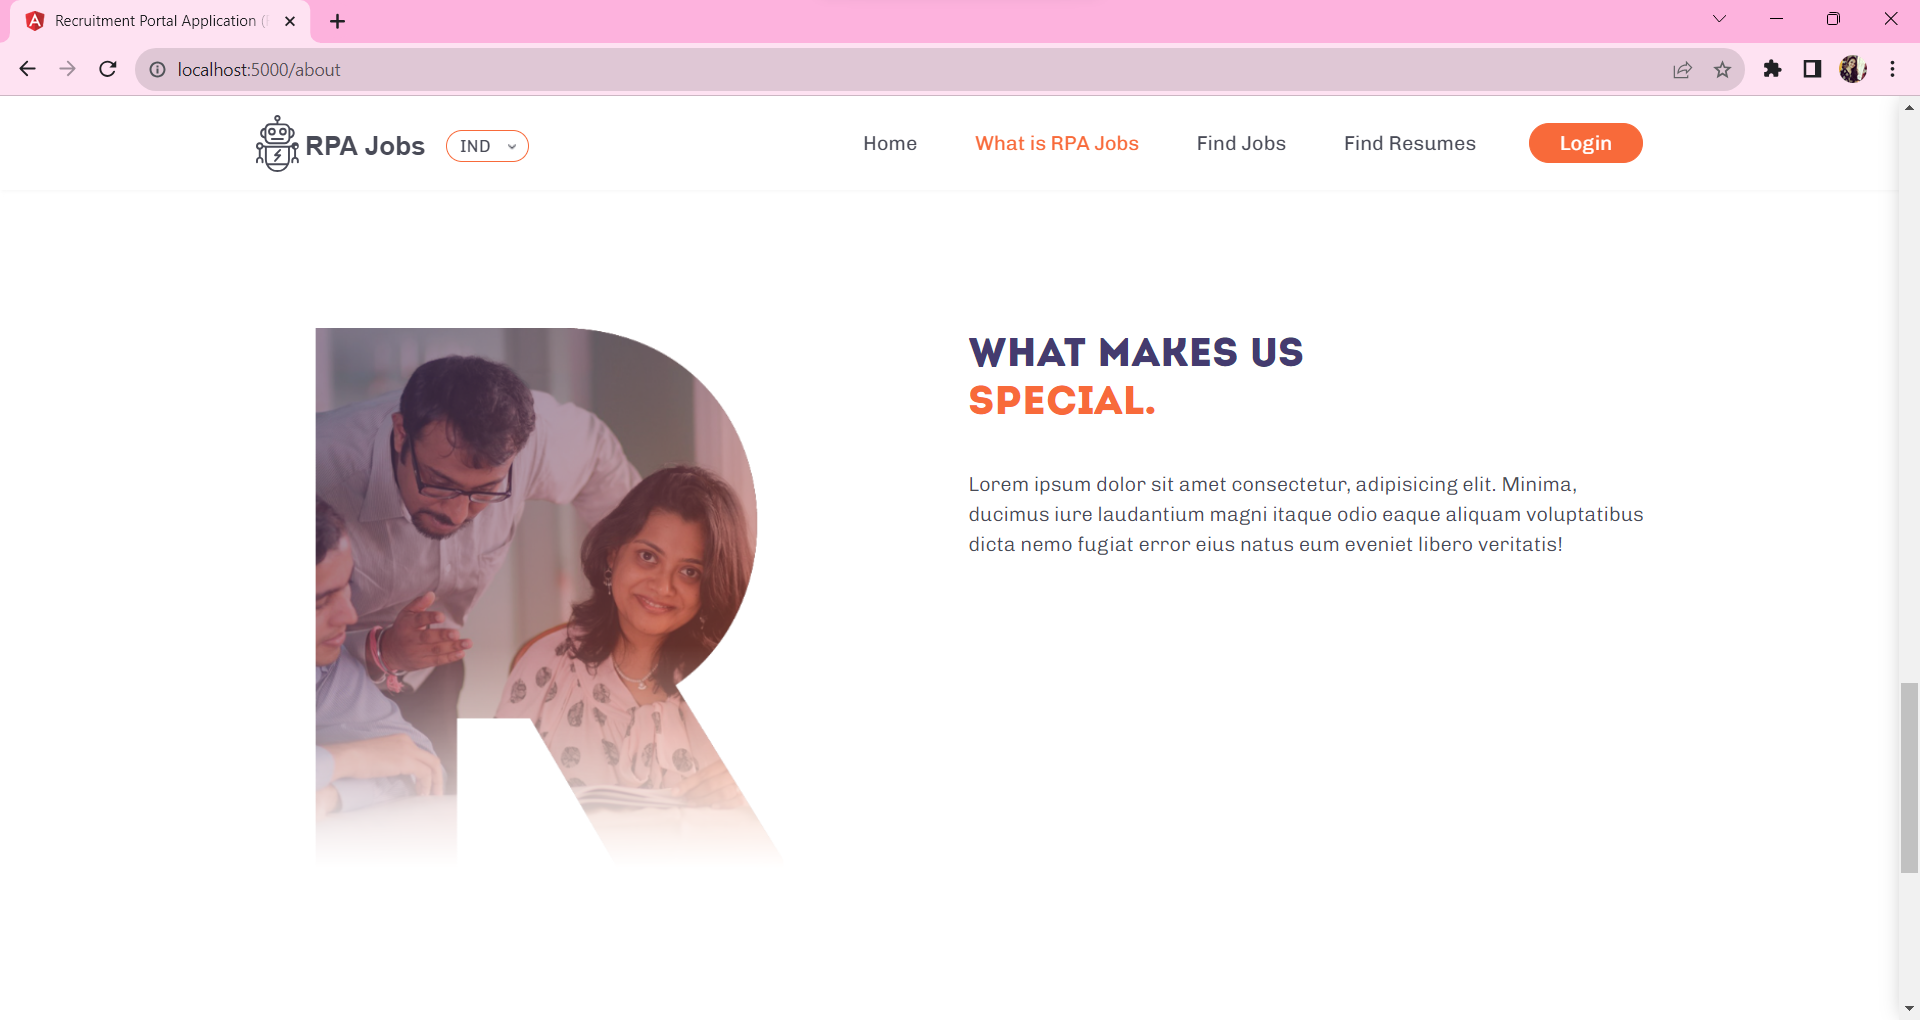 Recruitment Portal Application (
localhost:5000/about
RPA Jobs
IND
Home
What is RPA Jobs
Find Jobs
Find Resumes
Login
WHAT MAKES US
SPECIAL.
Lorem ipsum dolor sit amet consectetur, adipisicing elit. Minima,
ducimus iure laudantium magni itaque odio eaque aliquam voluptatibus
dicta nemo fugiat error eius natus eum eveniet libero veritatis!